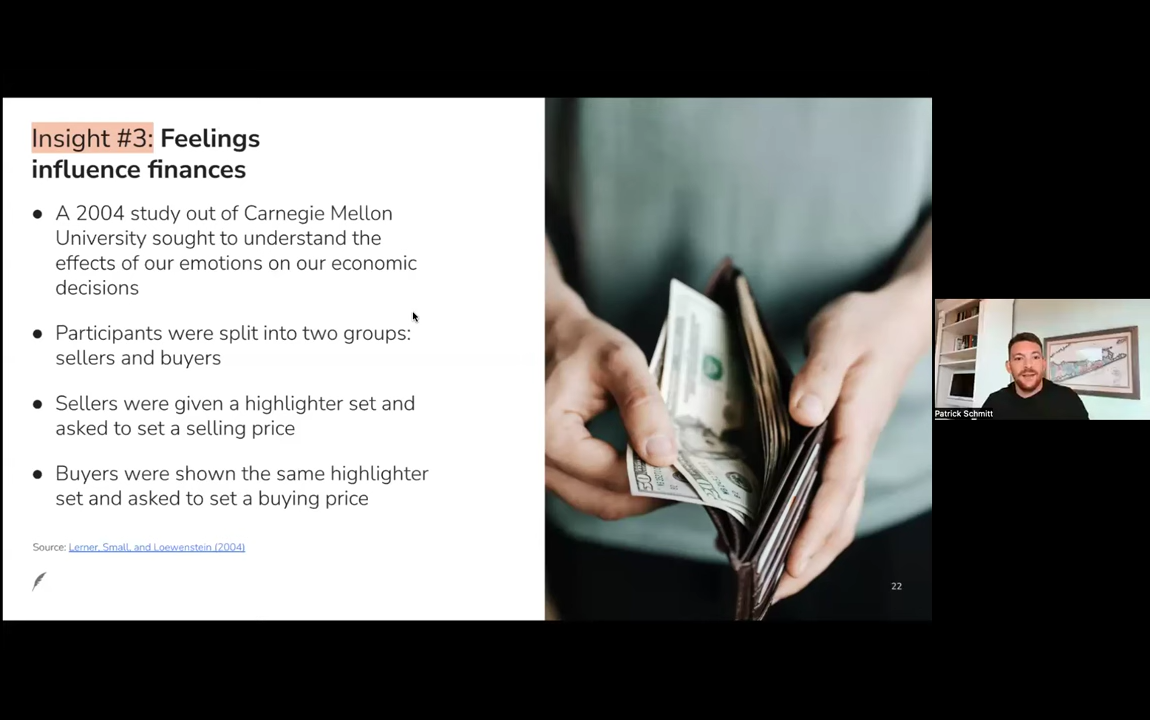 Insight #3: Feelings
influence finances
● A 2004 study out of Carnegie Mellon
University sought to understand the
effects of our emotions on our economic
decisions
● Participants were split into two groups:
sellers and buyers
● Sellers were given a highlighter set and
asked to set a selling price
● Buyers were shown the same highlighter
set and asked to set a buying price
Source: Lerner, Small, and Loewenstein (2004)
50
22
Patrick Schmitt